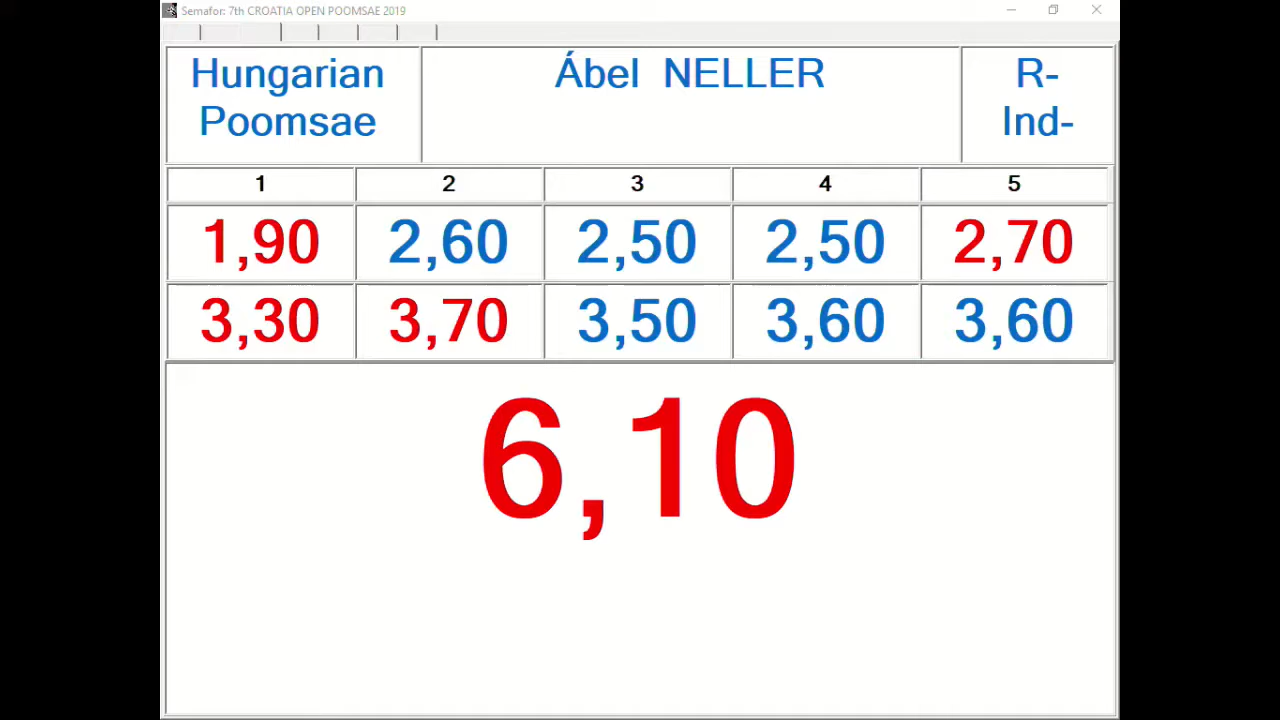 Semafor: 7th CROATIA OPEN POOMSAE 2019
Hungarian Poomsae
Ábel NELLER
R-Ind-
1 2 3 4 5
1,90 2,60 2,50 2,50 2,70
3,30 3,70 3,50 3,60 3,60
6,10